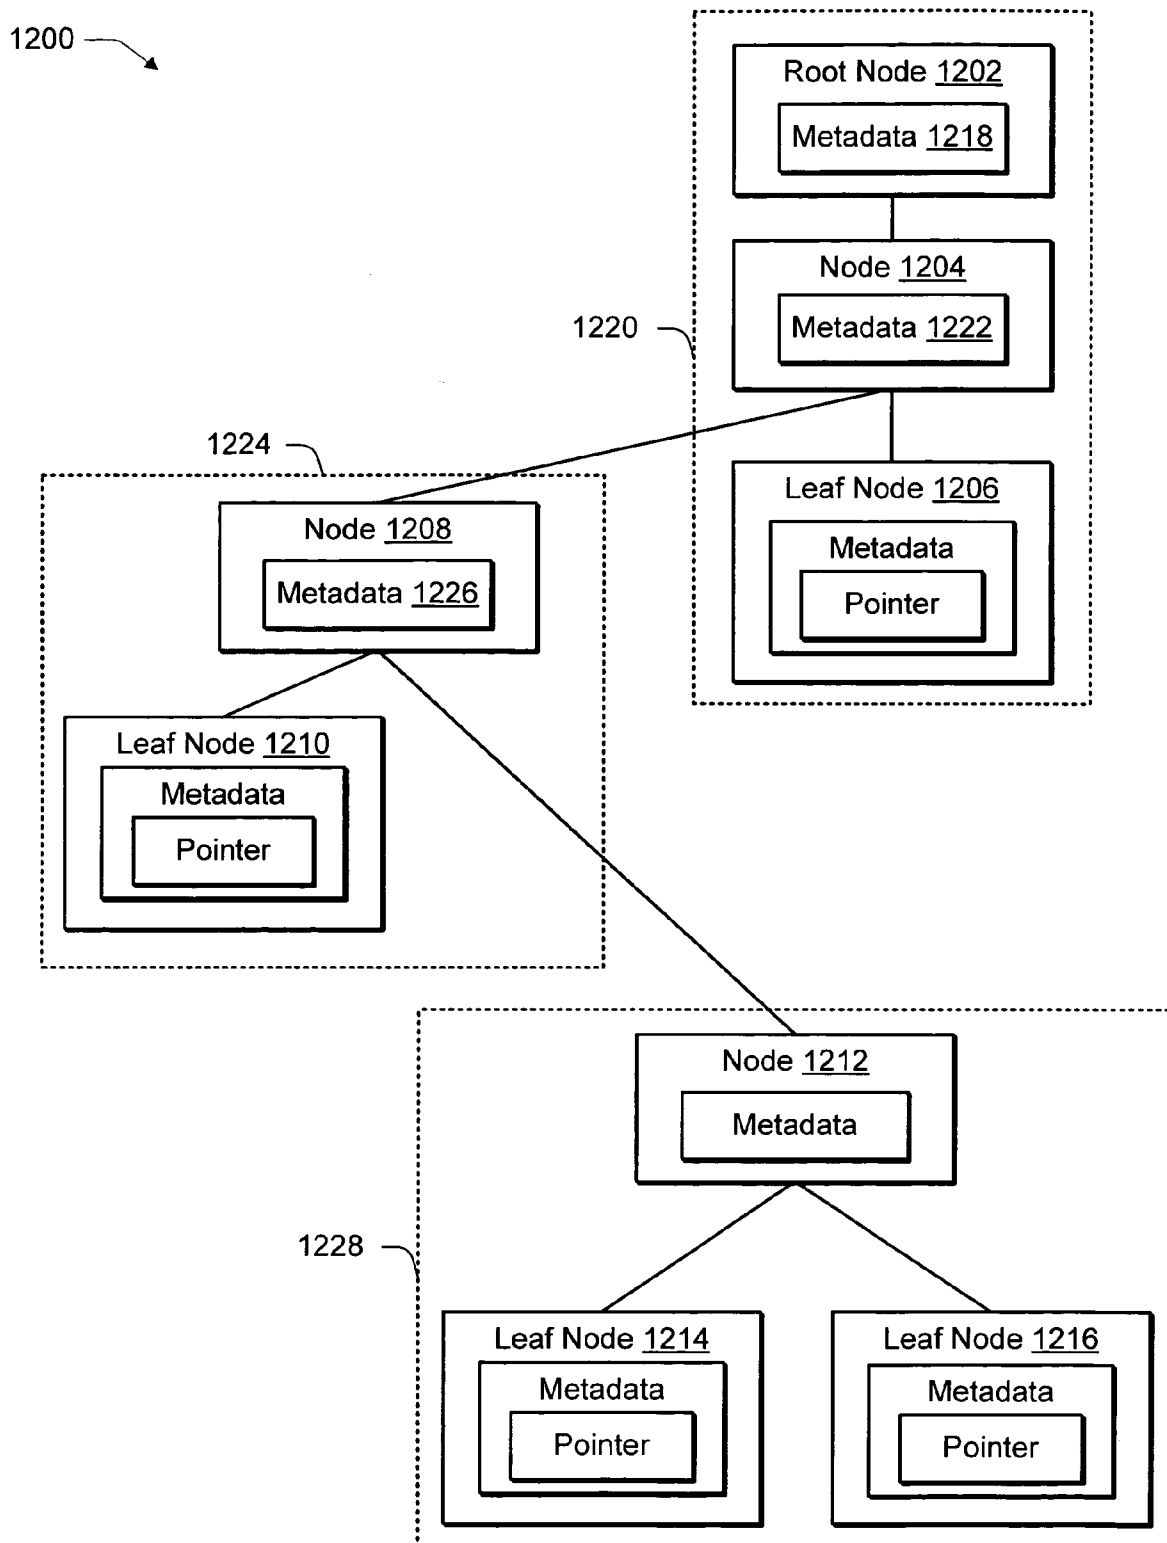 1200
Root Node 1202
Metadata 1218
Node 1204
Metadata 1222
1220
1224
Leaf Node 1206
Metadata
Pointer
Node 1208
Metadata 1226
Leaf Node 1210
Metadata
Pointer
Node 1212
Metadata
1228
Leaf Node 1214
Metadata
Pointer
Leaf Node 1216
Metadata
Pointer